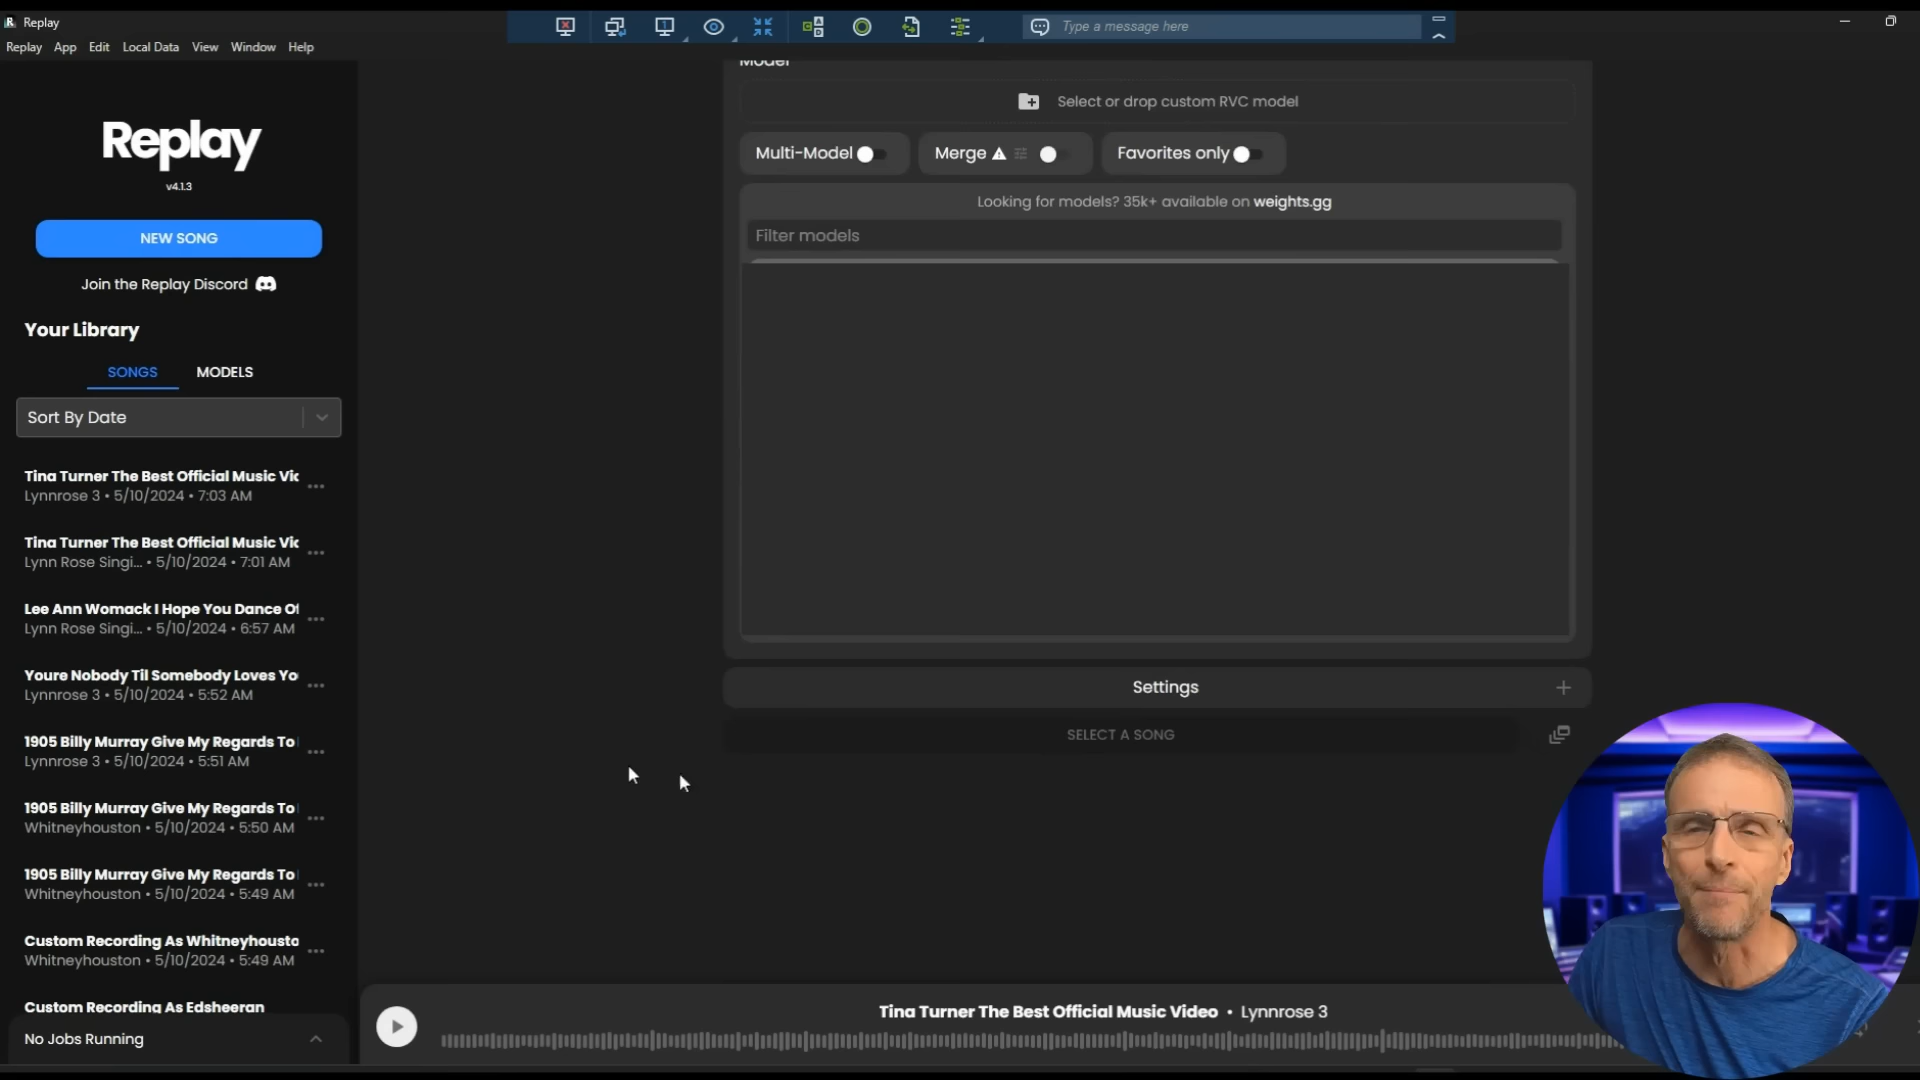 Replay
Replay App Edit Local Data View Window Help
Type a message here
Replay
v4.1.3
NEW SONG
Join the Replay Discord
Your Library
SONGS MODELS
Sort By Date
Tina Turner The Best Official Music Vic
Lynnrose 3 • 5/10/2024 • 7:03 AM
Tina Turner The Best Official Music Vic
Lynn Rose Singi... • 5/10/2024 • 7:01 AM
Lee Ann Womack I Hope You Dance Of
Lynn Rose Singi... • 5/10/2024 • 6:57 AM
Youre Nobody Til Somebody Loves Yo
Lynnrose 3 • 5/10/2024 • 5:52 AM
1905 Billy Murray Give My Regards To
Lynnrose 3 • 5/10/2024 • 5:51 AM
1905 Billy Murray Give My Regards To
Whitneyhouston • 5/10/2024 • 5:50 AM
1905 Billy Murray Give My Regards To
Whitneyhouston • 5/10/2024 • 5:49 AM
Custom Recording As Whitneyhousto
Whitneyhouston • 5/10/2024 • 5:49 AM
Custom Recording As Edsheeran
No Jobs Running
Model
Select or drop custom RVC model
Multi-Model Merge Favorites only
Looking for models? 35k+ available on weights.gg
Filter models
Settings
SELECT A SONG
Tina Turner The Best Official Music Video • Lynnrose 3